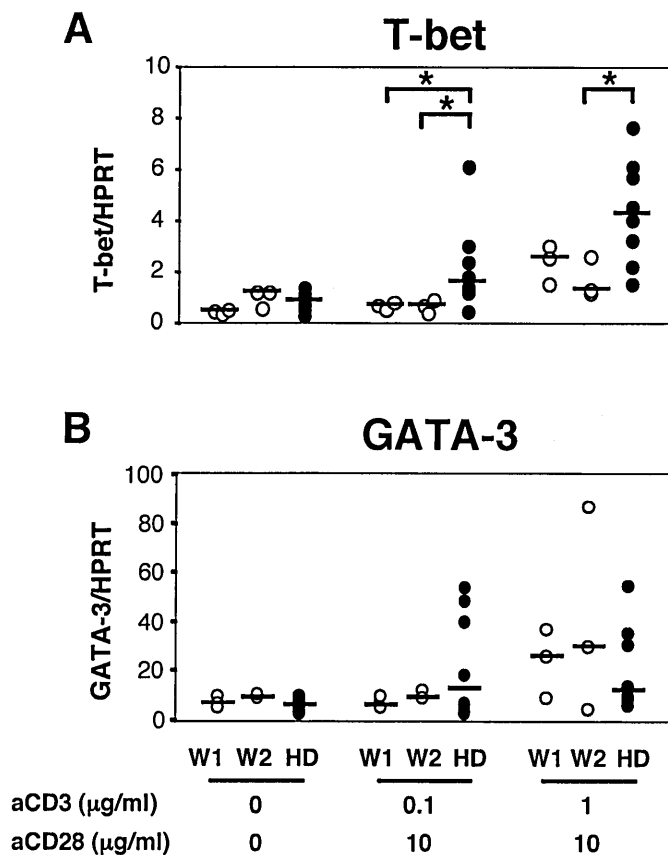 A
T-bet
10
8
6
4
2
0
T-bet/HPRT
*
*
*
B
GATA-3
100
80
60
40
20
0
GATA-3/HPRT
W1 W2 HD W1 W2 HD W1 W2 HD
aCD3 (μg/ml) 0 0.1 1
aCD28 (μg/ml) 0 10 10